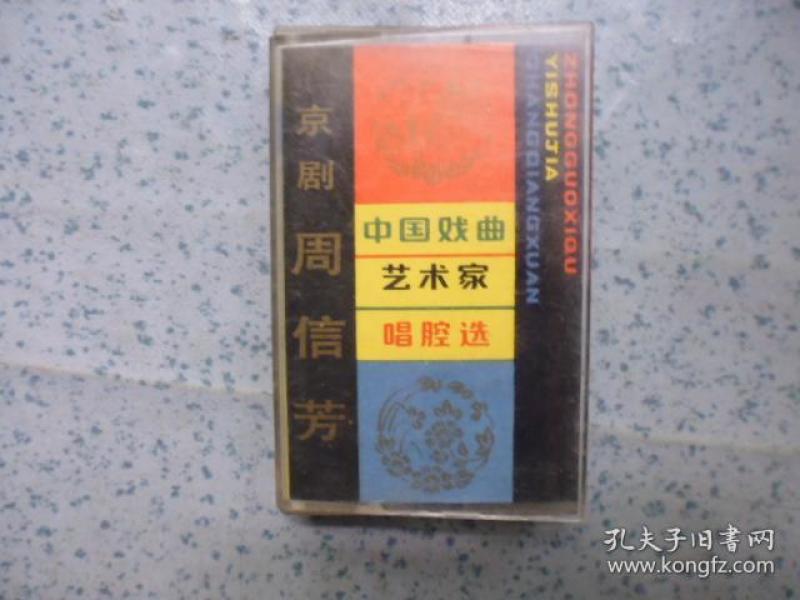 京剧 周信芳
中国戏曲
艺术家
唱腔选
ZHONGGUOXIQU
YISHUJIA
CHANGQIANGXUAN
孔夫子旧书网
www.kongfz.com